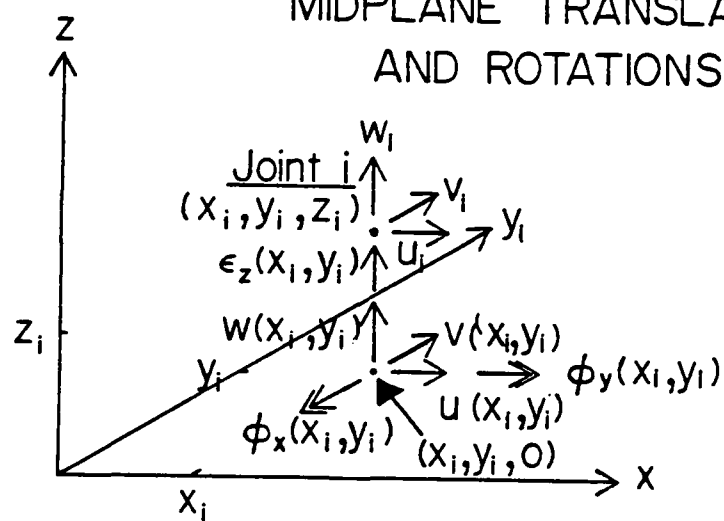 MIDPLANE TRANSLA
AND ROTATIONS
z
w_i
Joint i
(x_i, y_i, z_i)
v_i
y_i
u_i
ε_z(x_i, y_i)
z_i
w(x_i, y_i)
v(x_i, y_i)
y_i
φ_y(x_i, y_i)
u(x_i, y_i)
φ_x(x_i, y_i)
(x_i, y_i, 0)
x
x_i